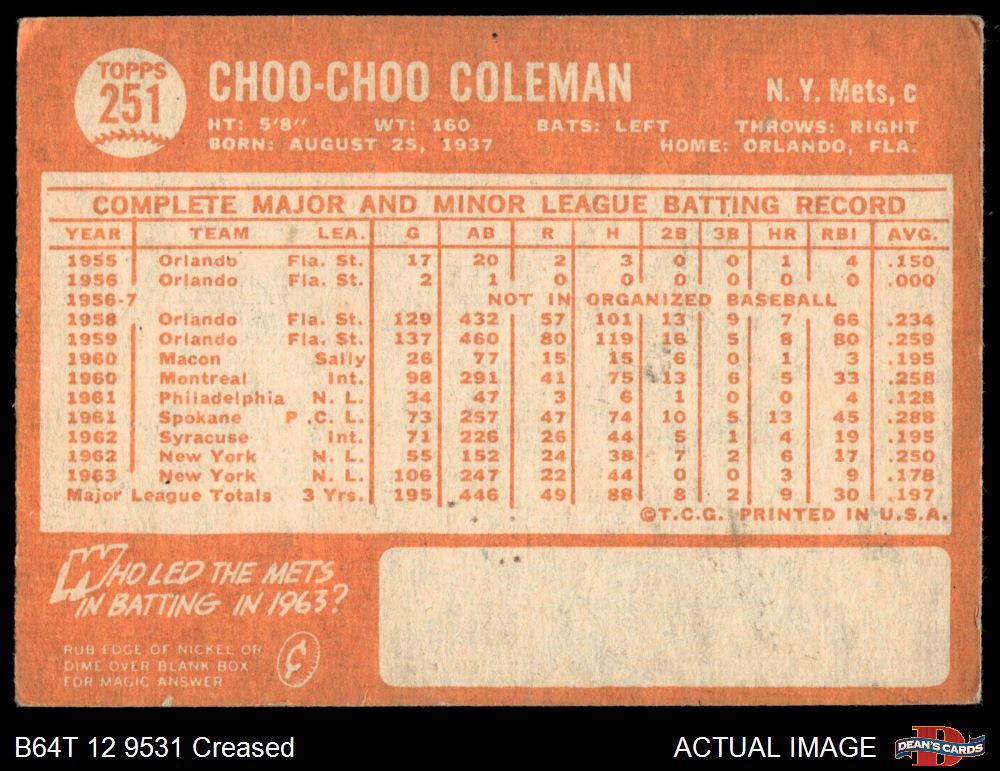 TOPPS
251
CHOO-CHOO COLEMAN
N. Y. Mets, c
HT: 5'8" WT: 160 BATS: LEFT THROWS: RIGHT
BORN: AUGUST 25, 1937 HOME: ORLANDO, FLA.
COMPLETE MAJOR AND MINOR LEAGUE BATTING RECORD
YEAR TEAM LEA. G AB R H 2B 3B HR RBI AVG.
1955 Orlando Fla. St. 17 20 2 3 0 0 1 4 .150
1956 Orlando Fla. St. 2 1 0 0 0 0 0 0 .000
1956-7 NOT IN ORGANIZED BASEBALL
1958 Orlando Fla. St. 129 432 57 101 13 9 7 66 .234
1959 Orlando Fla. St. 137 460 80 119 16 5 8 80 .259
1960 Macon Sally 26 77 15 15 6 0 1 3 .195
1960 Montreal Int. 98 291 41 75 13 6 5 33 .258
1961 Philadelphia N. L. 34 47 3 6 1 0 0 4 .128
1961 Spokane P.C.L. 73 257 47 74 10 5 13 45 .288
1962 Syracuse Int. 71 226 26 44 5 1 4 19 .195
1962 New York N. L. 55 152 24 38 7 2 6 17 .250
1963 New York N. L. 106 247 22 44 0 0 3 9 .178
Major League Totals 3 Yrs. 195 446 49 88 8 2 9 30 .197
©T.C.G. PRINTED IN U.S.A.
WHO LED THE METS
IN BATTING IN 1963?
RUB EDGE OF NICKEL OR
DIME OVER BLANK BOX
FOR MAGIC ANSWER
¢
B64T 12 9531 Creased
ACTUAL IMAGE
DEAN'S CARDS